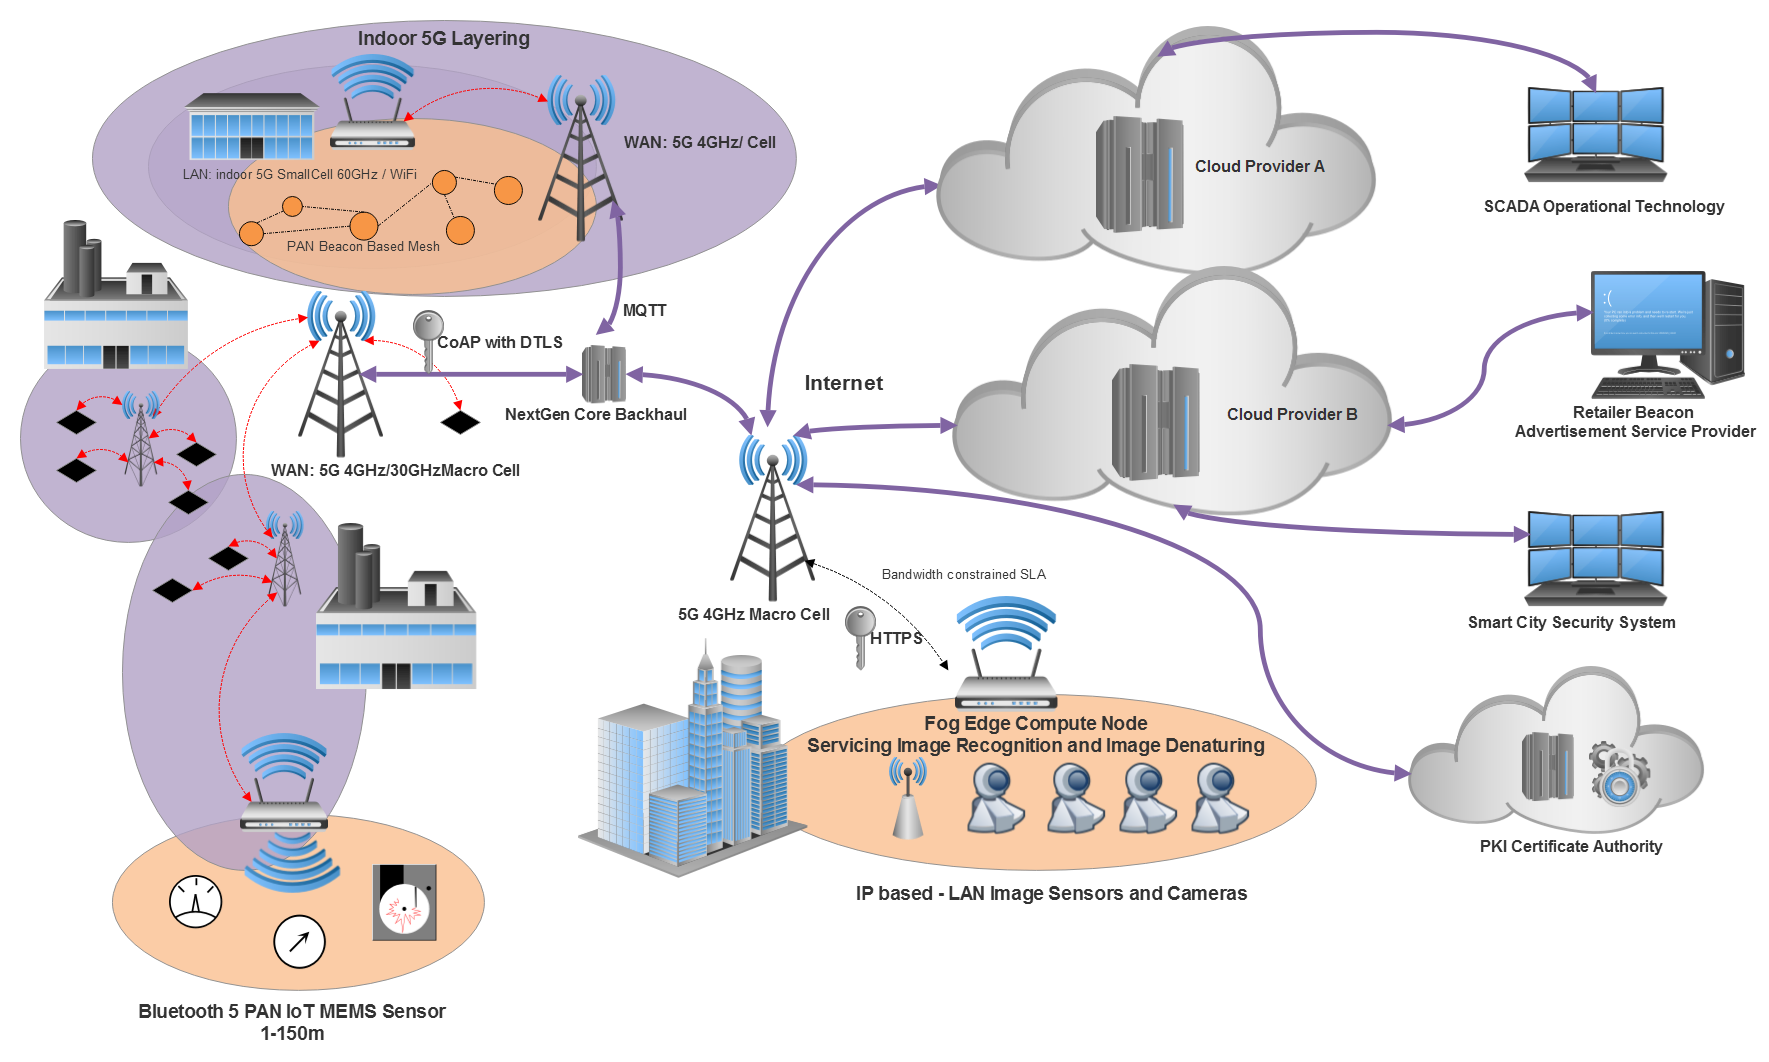 Indoor 5G Layering
WAN: 5G 4GHz/ Cell
LAN: indoor 5G SmallCell 60GHz / WiFi
PAN Beacon Based Mesh
MQTT
CoAP with DTLS
NextGen Core Backhaul
WAN: 5G 4GHz/30GHzMacro Cell
Internet
Cloud Provider A
SCADA Operational Technology
Cloud Provider B
:(
Retailer Beacon
Advertisement Service Provider
Bandwidth constrained SLA
5G 4GHz Macro Cell
HTTPS
Smart City Security System
Fog Edge Compute Node
Servicing Image Recognition and Image Denaturing
PKI Certificate Authority
IP based - LAN Image Sensors and Cameras
Bluetooth 5 PAN IoT MEMS Sensor
1-150m